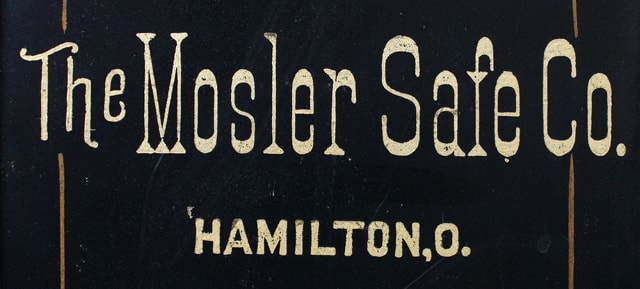 The Mosler Safe Co.
HAMILTON, O.